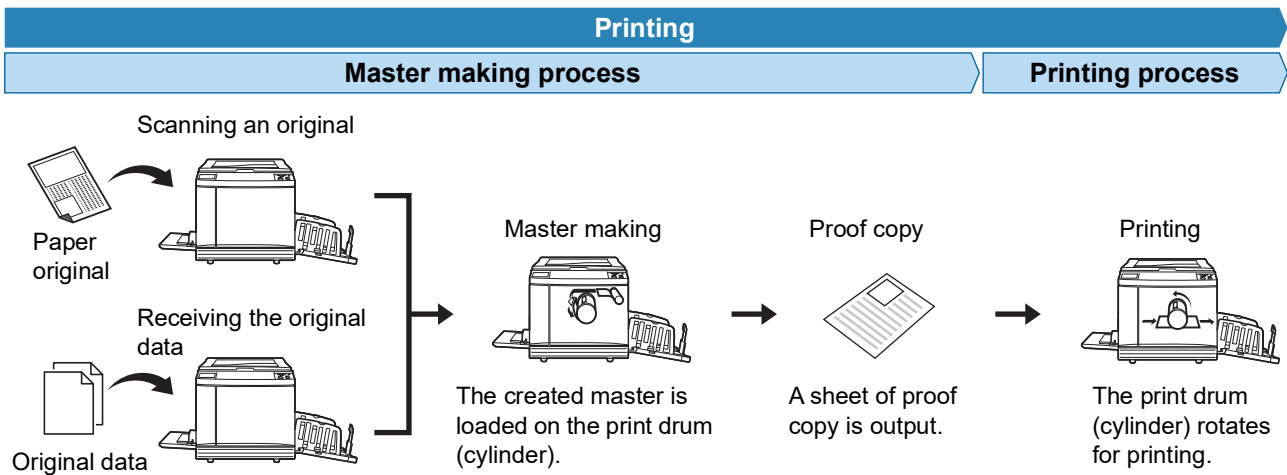 Printing
Master making process
Printing process
Scanning an original
Paper
original
Receiving the original
data
Original data
Master making
The created master is
loaded on the print drum
(cylinder).
Proof copy
A sheet of proof
copy is output.
Printing
The print drum
(cylinder) rotates
for printing.